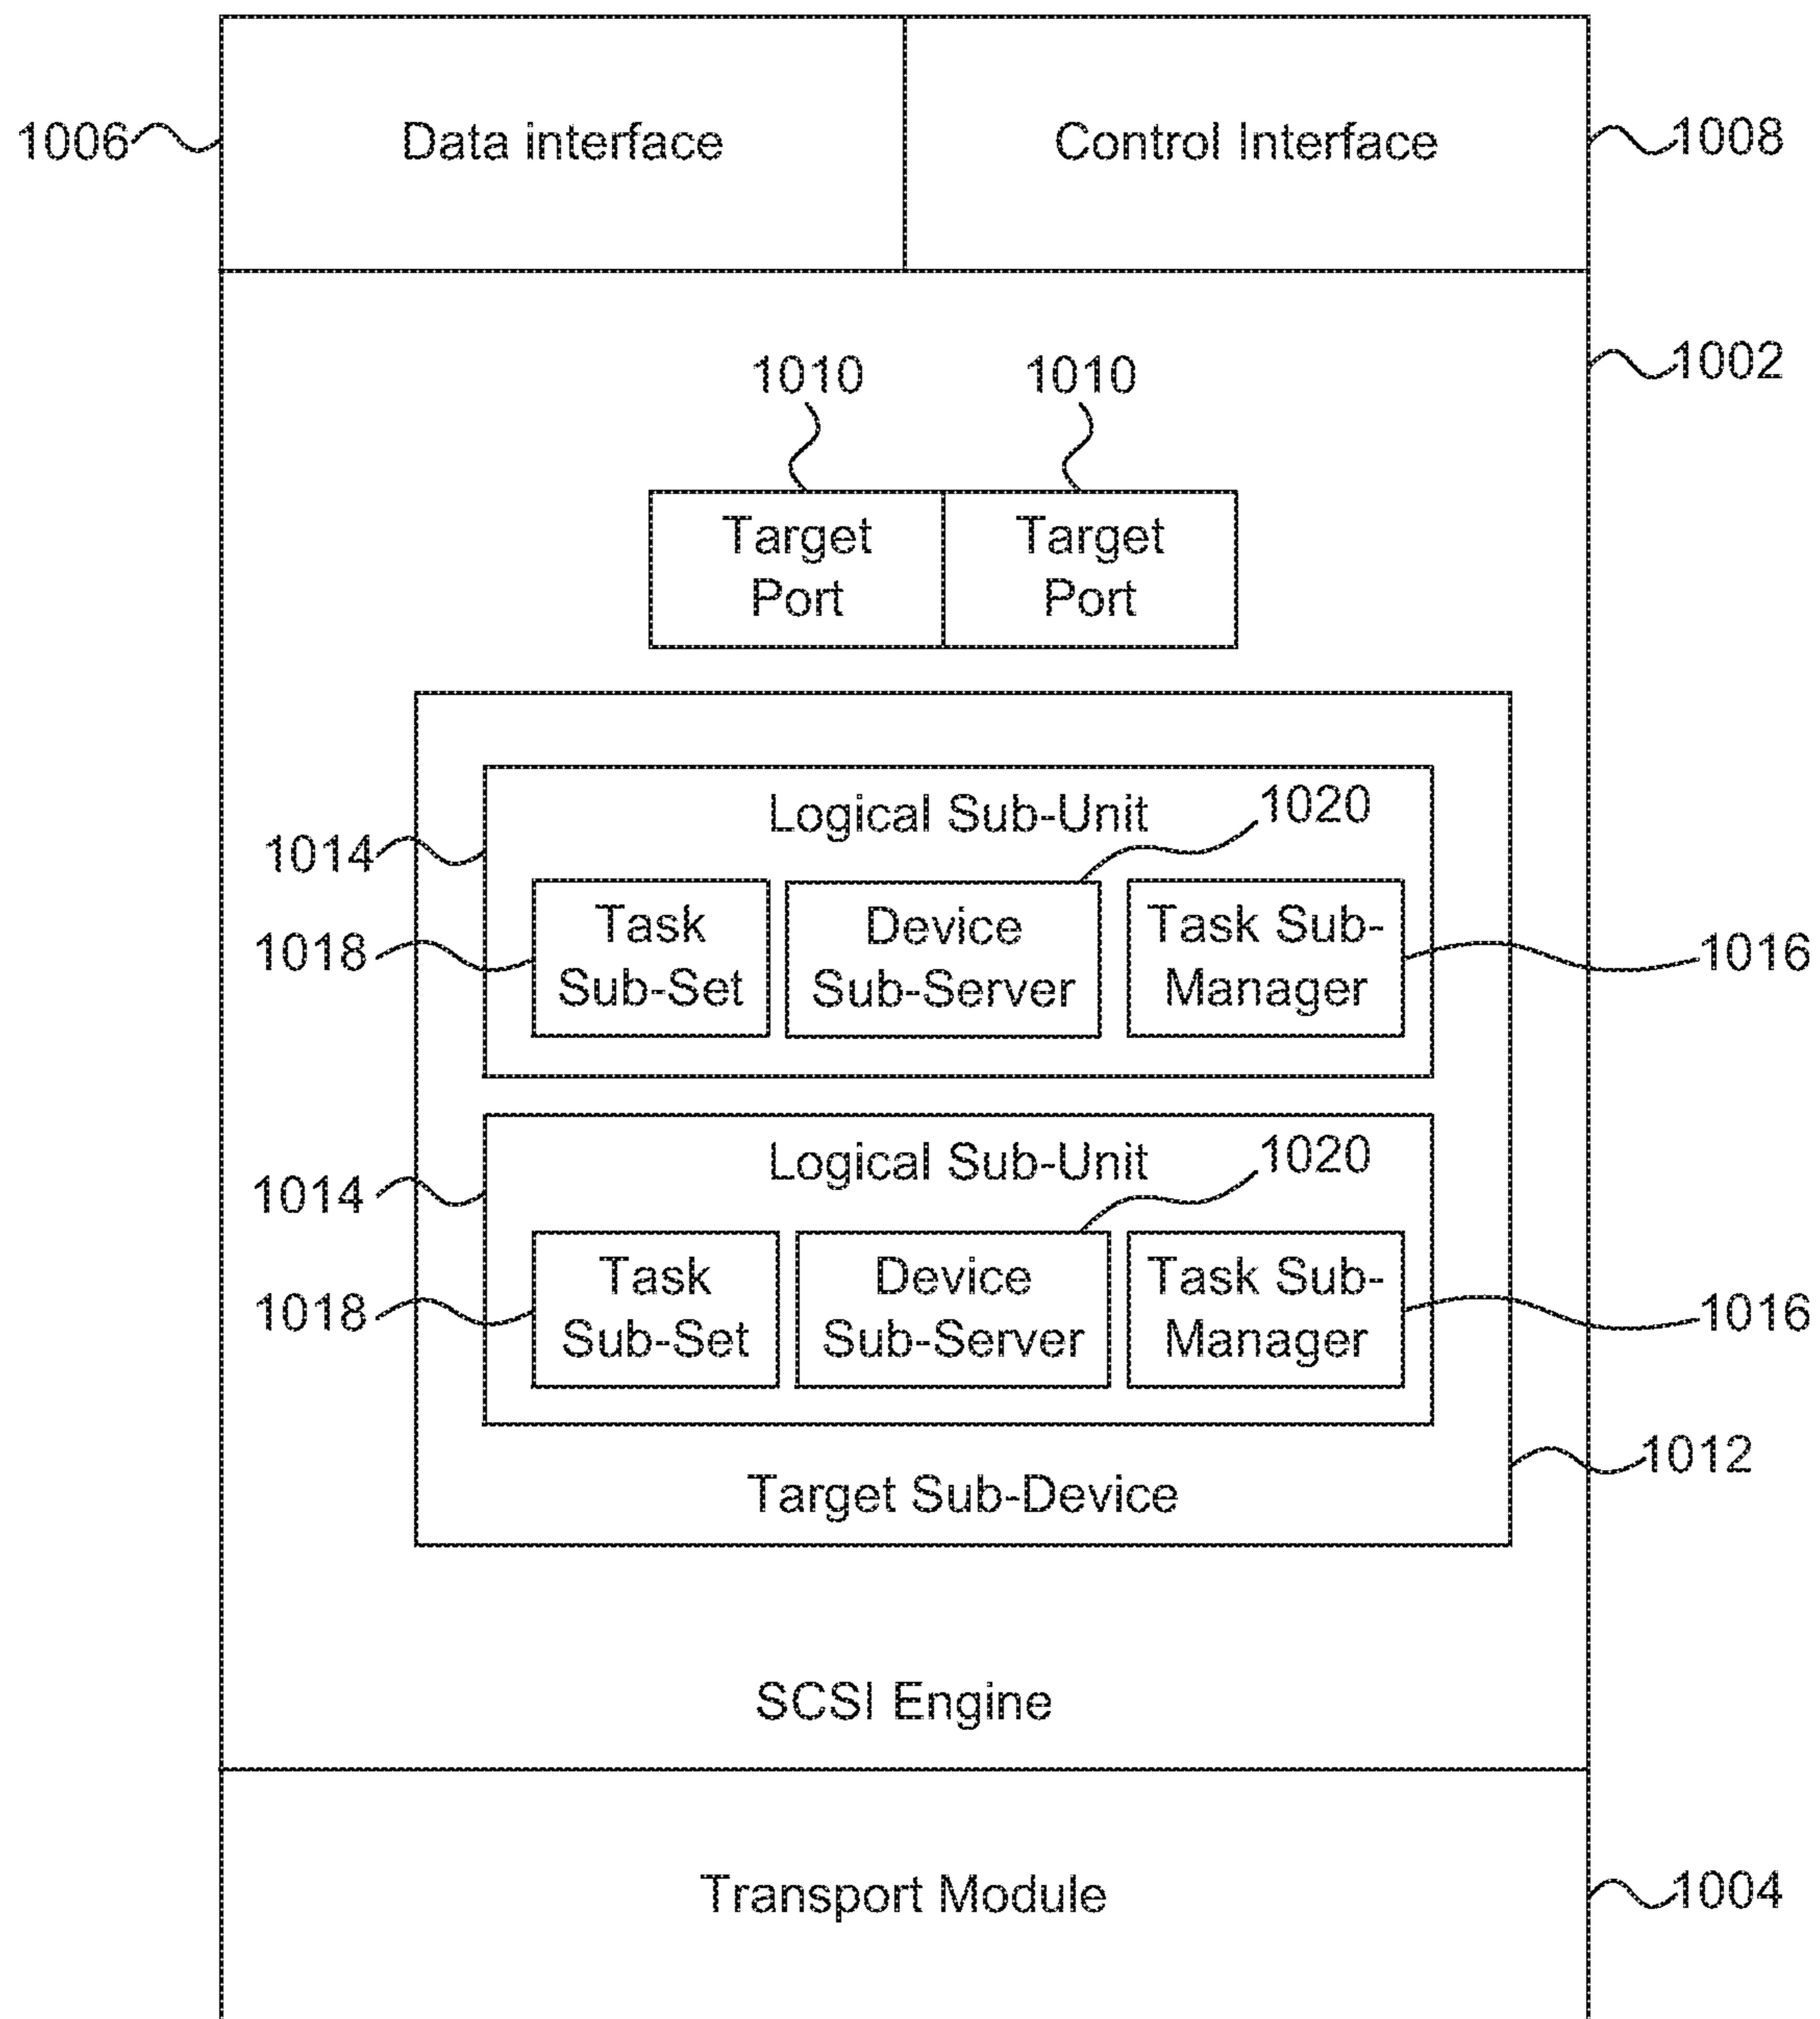 1006
Data interface
Control Interface
1008
1002
1010
1010
Target
Port
Target
Port
Logical Sub-Unit
1020
1014
Task
Sub-Set
Device
Sub-Server
Task Sub-
Manager
1018
1016
Logical Sub-Unit
1020
1014
Task
Sub-Set
Device
Sub-Server
Task Sub-
Manager
1018
1016
1012
Target Sub-Device
SCSI Engine
Transport Module
1004